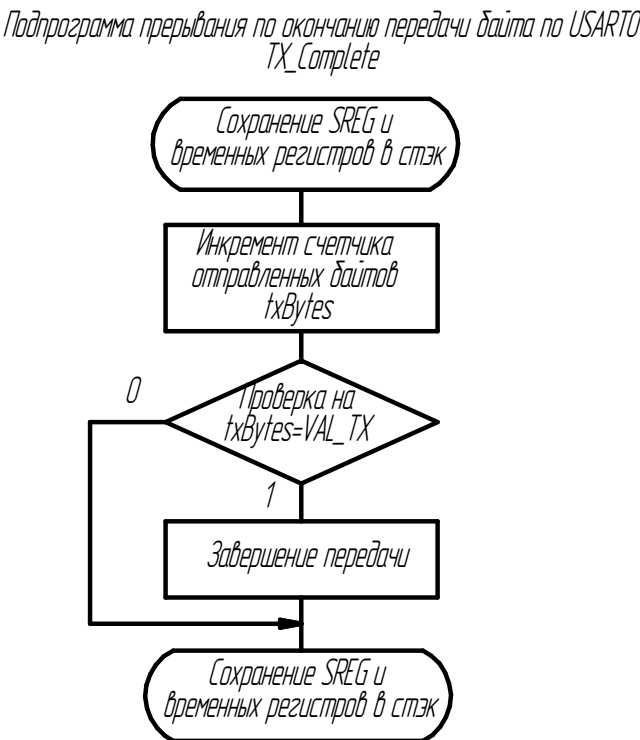 Подпрограмма прерывания по окончанию передачи байта по USART0
TX_Complete
Сохранение SREG и
временных регистров в стэк
Инкремент счетчика
отправленных байтов
txBytes
0
Проверка на
txBytes=VAL_TX
1
Завершение передачи
Сохранение SREG и
временных регистров в стэк